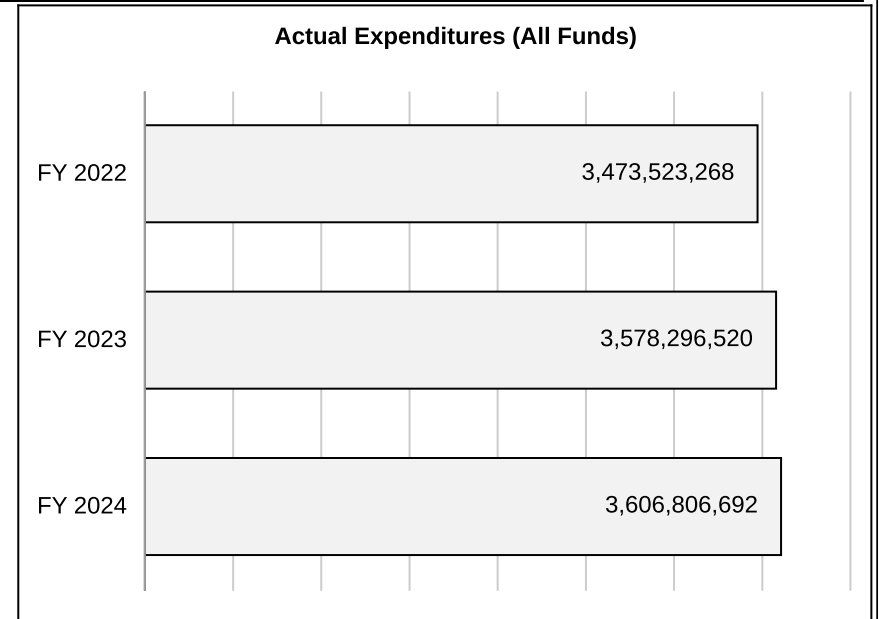 Actual Expenditures (All Funds)
FY 2022 3,473,523,268
FY 2023 3,578,296,520
FY 2024 3,606,806,692